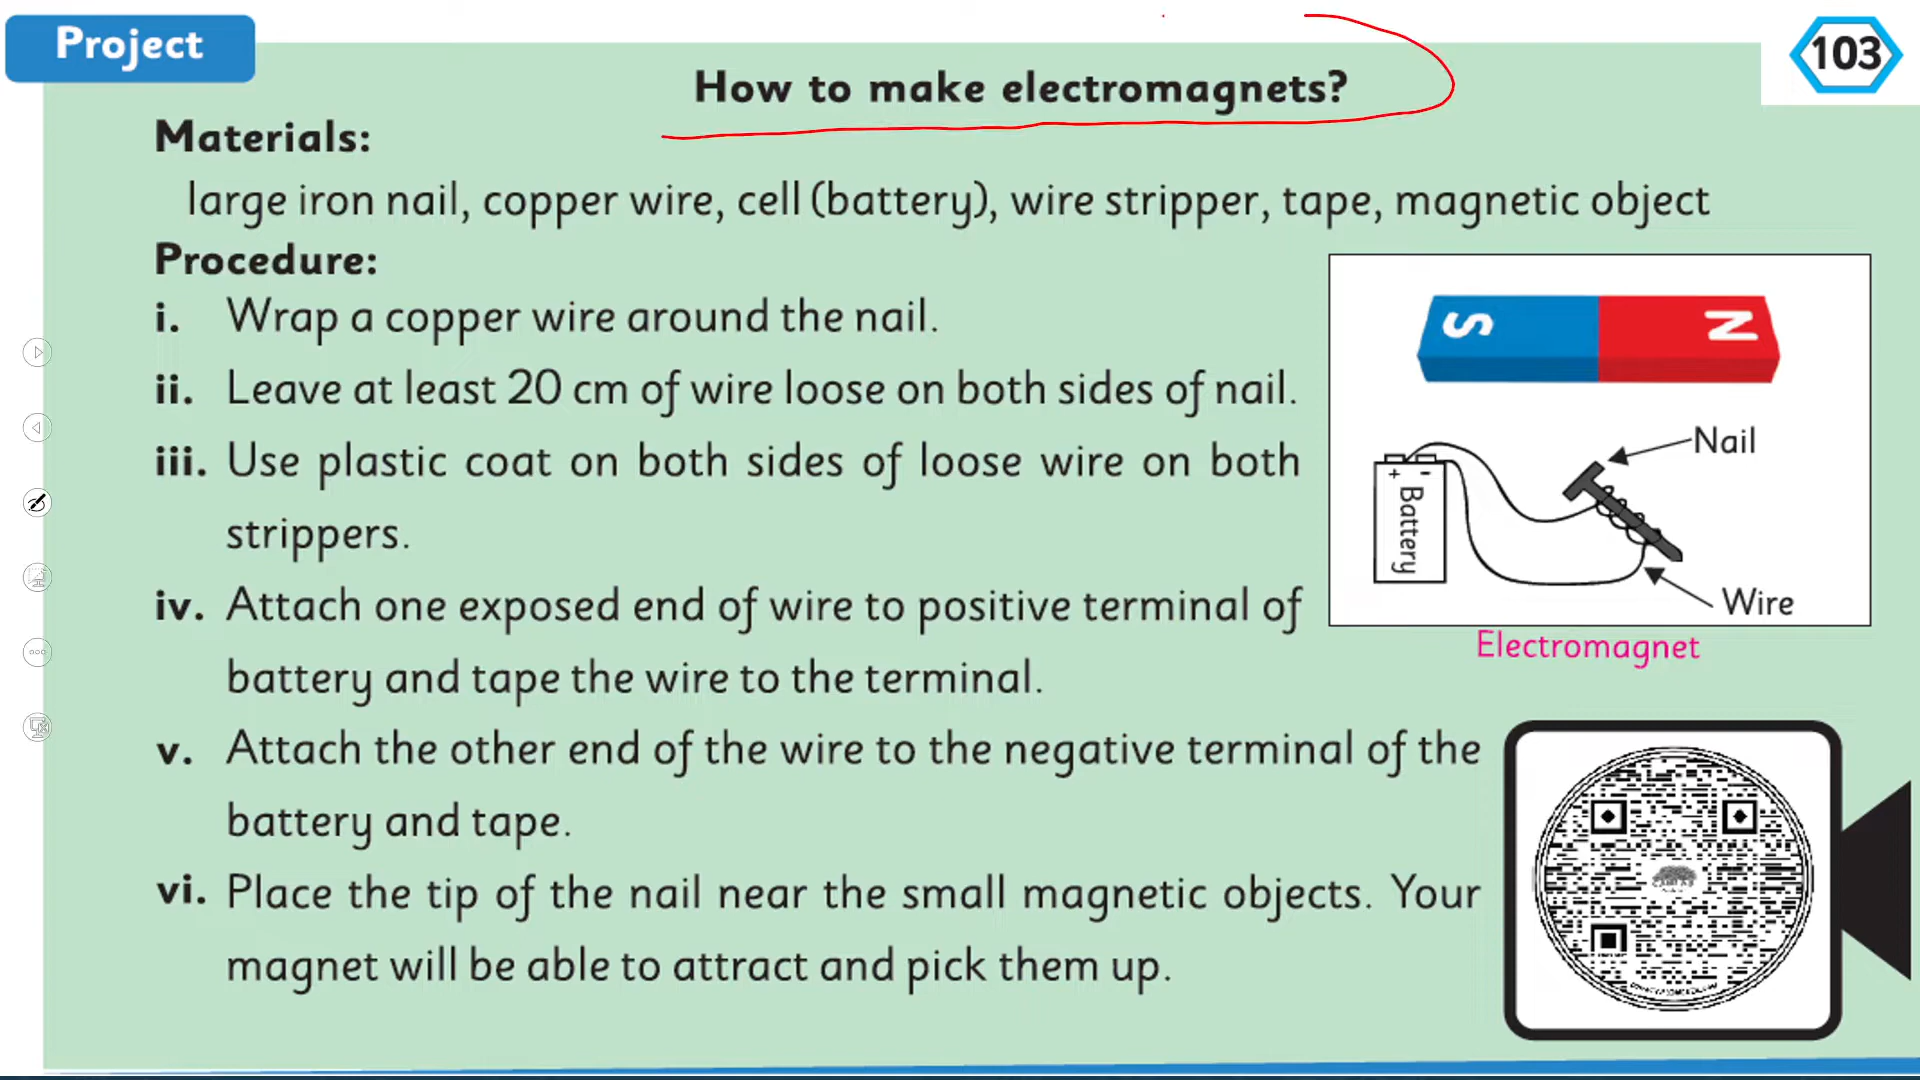 Project
103
How to make electromagnets?
Materials:
large iron nail, copper wire, cell (battery), wire stripper, tape, magnetic object
Procedure:
i. Wrap a copper wire around the nail.
ii. Leave at least 20 cm of wire loose on both sides of nail.
iii. Use plastic coat on both sides of loose wire on both
strippers.
iv. Attach one exposed end of wire to positive terminal of
battery and tape the wire to the terminal.
v. Attach the other end of the wire to the negative terminal of the
battery and tape.
vi. Place the tip of the nail near the small magnetic objects. Your
magnet will be able to attract and pick them up.
S N
Nail
+ -
Battery
Wire
Electromagnet